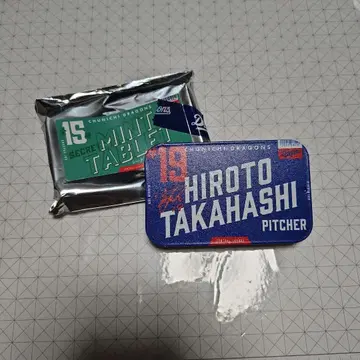 CHUNICHI DRAGONS
15
SECRET
MINT
TABLET
CHUNICHI DRAGONS
19
HIROTO
TAKAHASHI
PITCHER